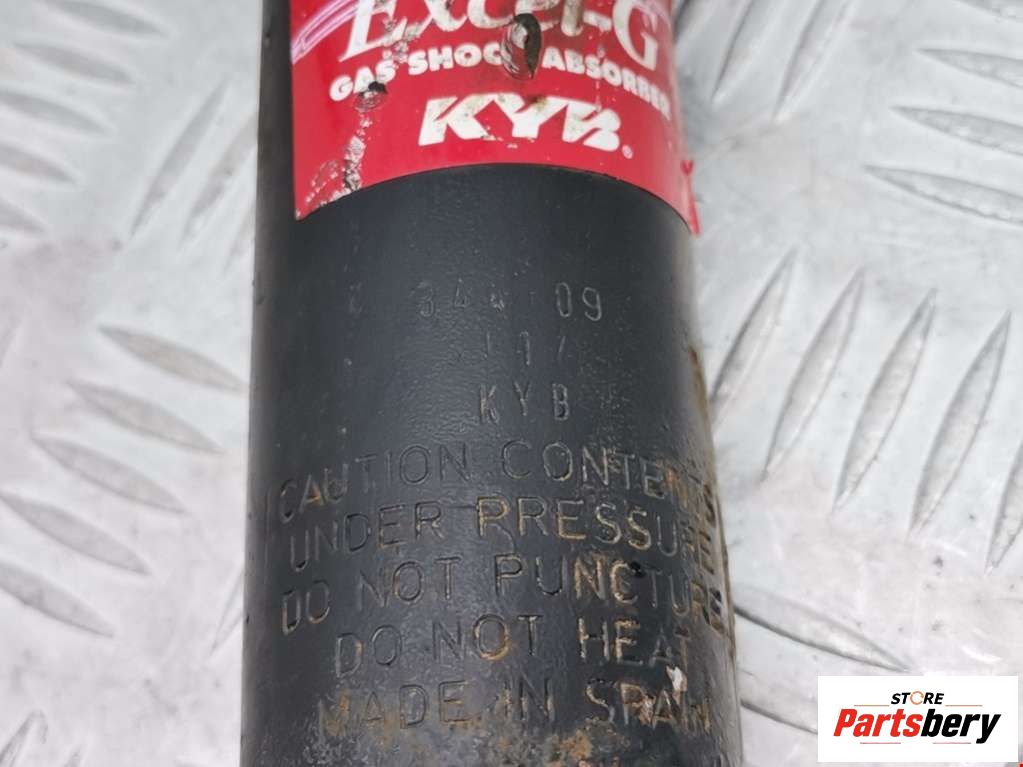 Excel-G
GAS SHOCK ABSORBER
KYB®
09
KYB
CAUTION CONTENTS
UNDER PRESSURE
DO NOT PUNCTURE
DO NOT HEAT
MADE IN SPAIN
STORE
Partsbery